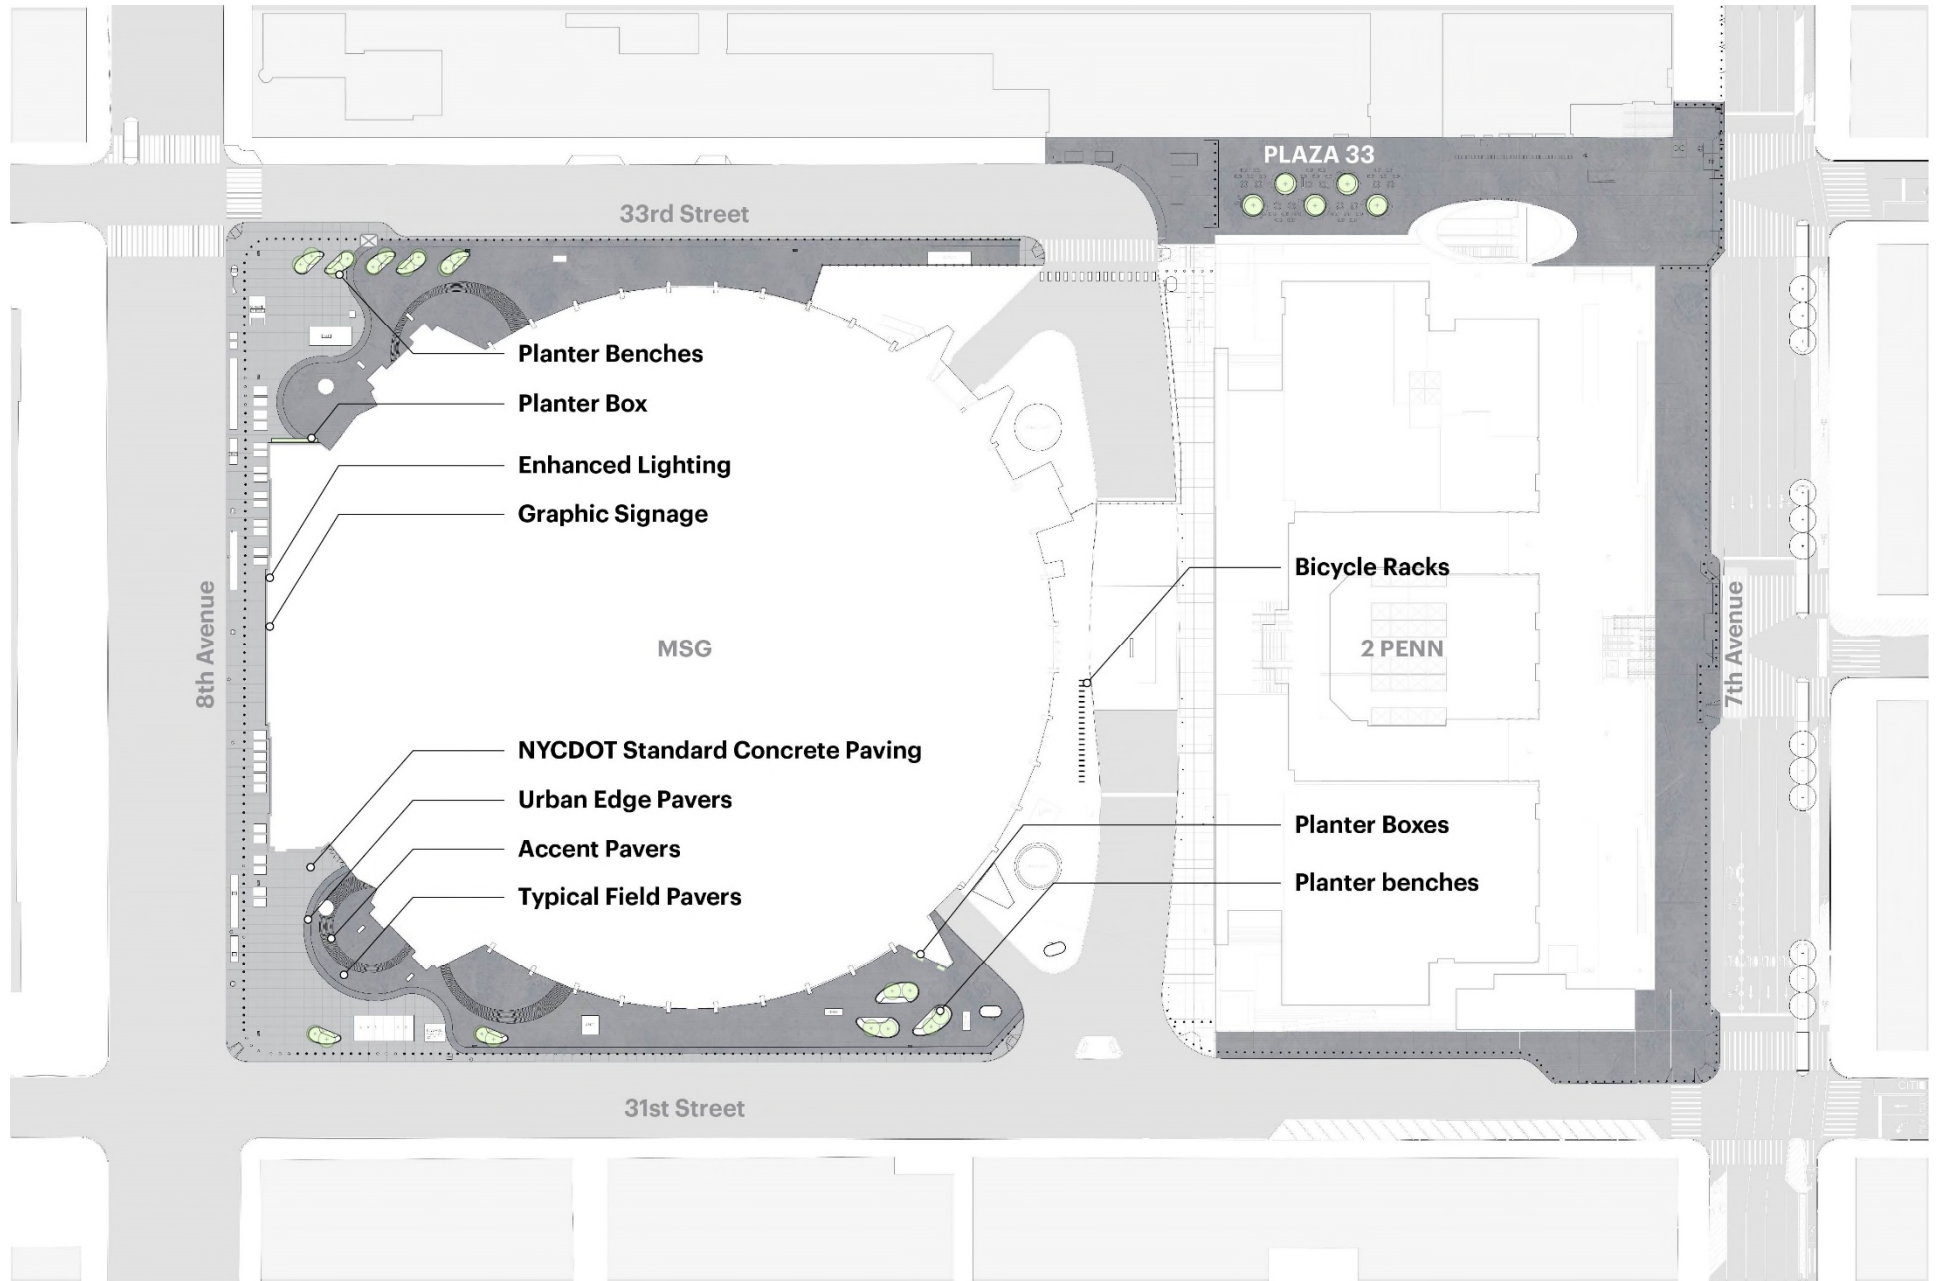 PLAZA 33
33rd Street
Planter Benches
Planter Box
Enhanced Lighting
Graphic Signage
Bicycle Racks
8th Avenue
MSG
2 PENN
7th Avenue
NYCDOT Standard Concrete Paving
Urban Edge Pavers
Planter Boxes
Accent Pavers
Planter benches
Typical Field Pavers
31st Street